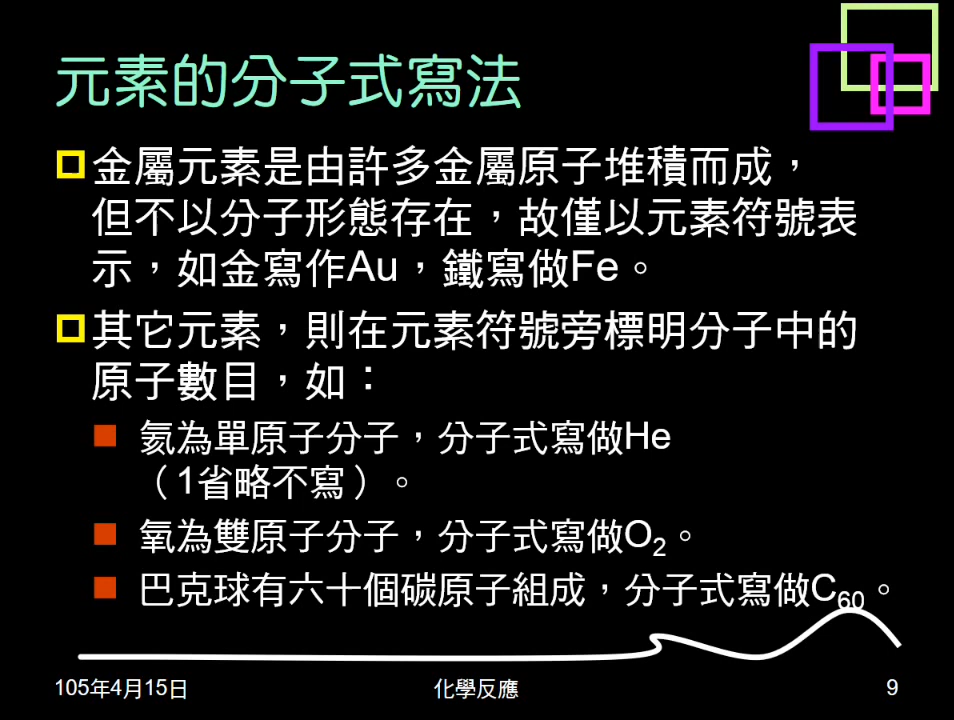 元素的分子式寫法
金屬元素是由許多金屬原子堆積而成，
但不以分子形態存在，故僅以元素符號表
示，如金寫作Au，鐵寫做Fe。
其它元素，則在元素符號旁標明分子中的
原子數目，如：
氦為單原子分子，分子式寫做He
（1省略不寫）。
氧為雙原子分子，分子式寫做O₂。
巴克球有六十個碳原子組成，分子式寫做C₆₀。
105年4月15日
化學反應
9